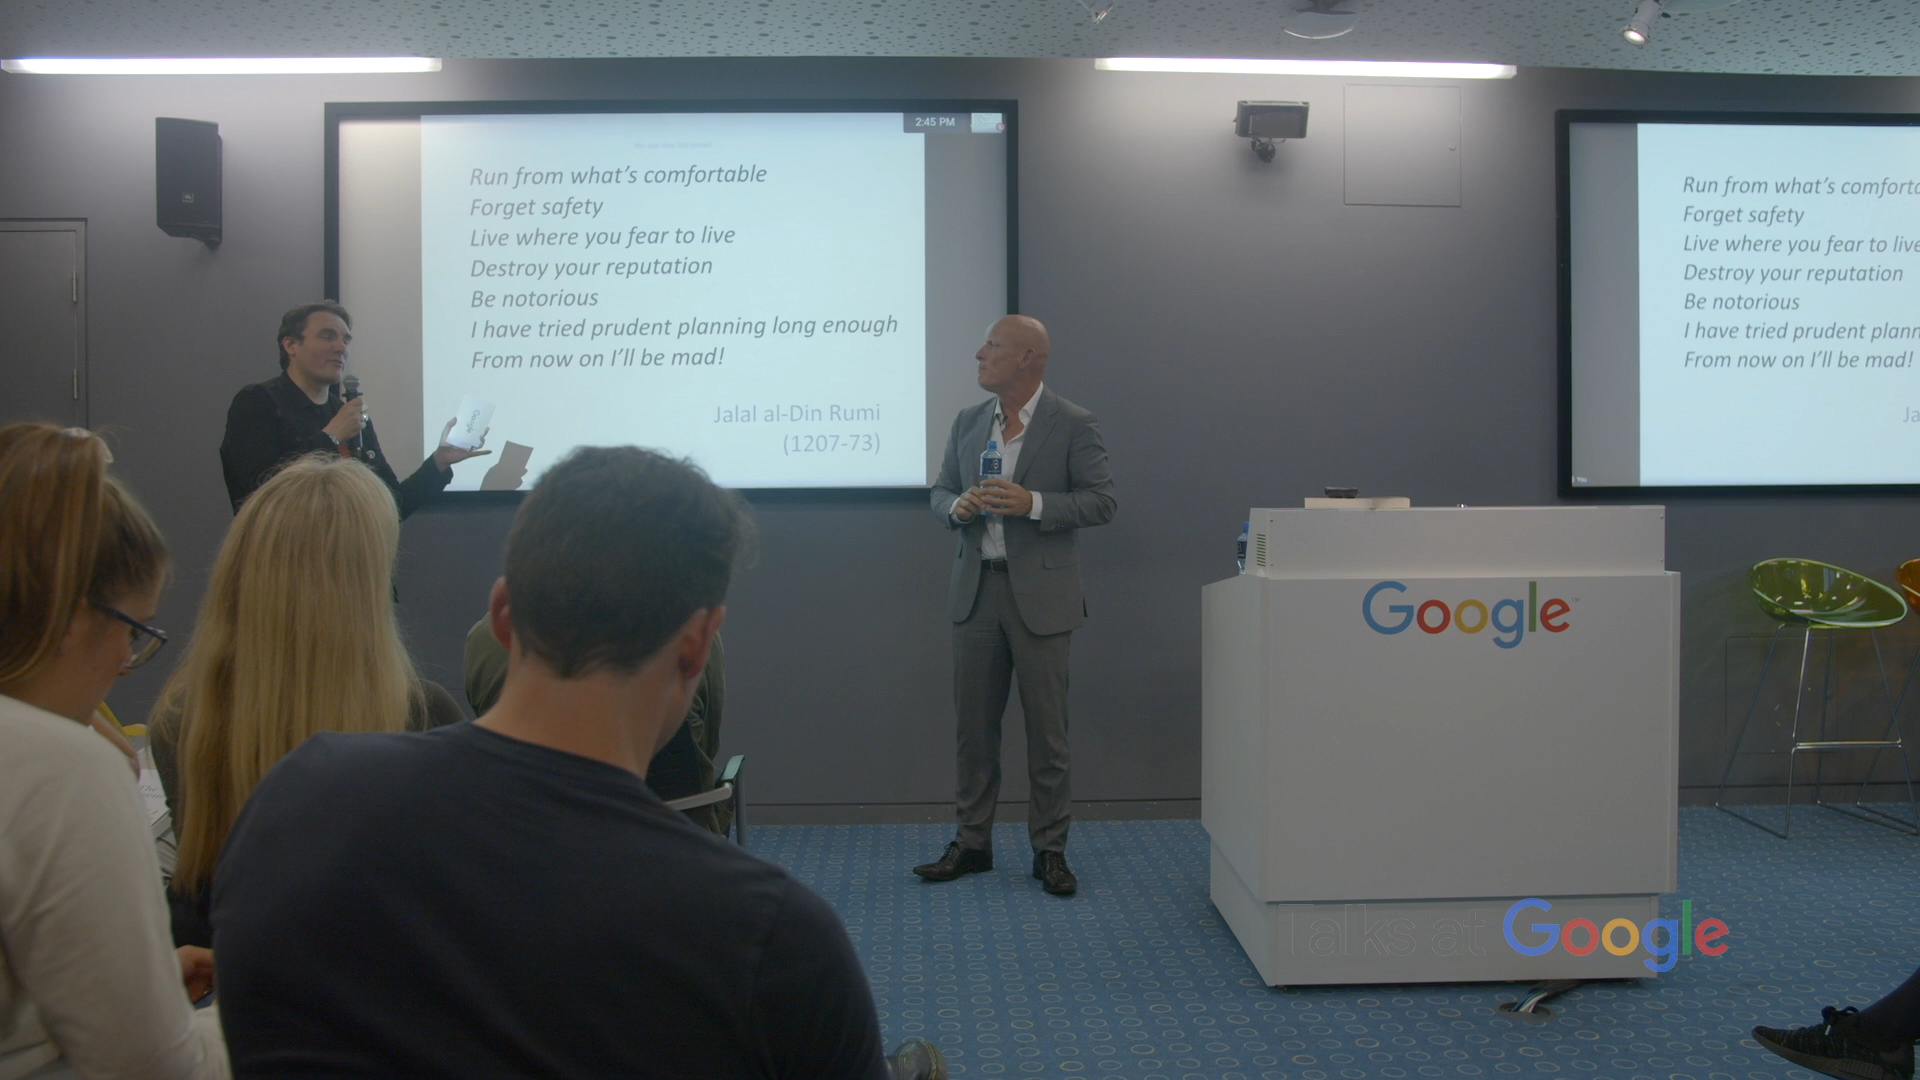 2:45 PM
Run from what's comfortable
Forget safety
Live where you fear to live
Destroy your reputation
Be notorious
I have tried prudent planning long enough
From now on I'll be mad!
Jalal al-Din Rumi
(1207-73)
Google
Run from what's comforta
Forget safety
Live where you fear to live
Destroy your reputation
Be notorious
I have tried prudent plann
From now on I'll be mad!
Ja
Google™
Talks at Google
The